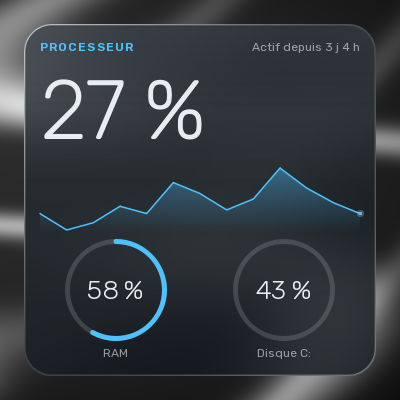 PROCESSEUR
Actif depuis 3 j 4 h
27 %
58 %
43 %
RAM
Disque C: